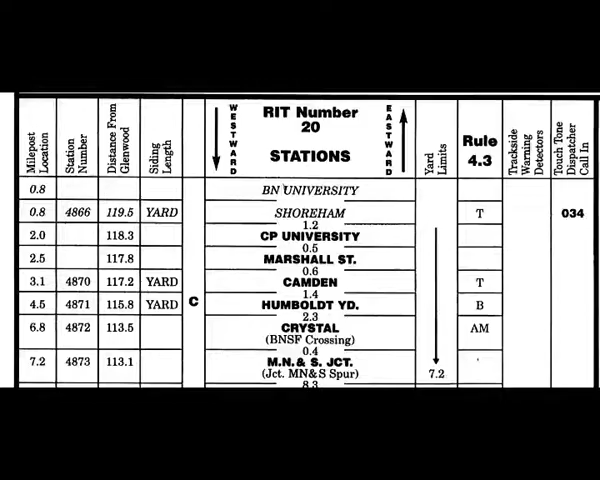 Milepost Location
Station Number
Distance From Glenwood
Siding Length
WESTWARD
RIT Number
20
STATIONS
EASTWARD
Yard Limits
Rule
4.3
Trackside Warning Detectors
Touch Tone Dispatcher Call In
0.8 BN UNIVERSITY
0.8 4866 119.5 YARD SHOREHAM T 034
1.2
2.0 118.3 CP UNIVERSITY
0.5
2.5 117.8 MARSHALL ST.
0.6
3.1 4870 117.2 YARD CAMDEN T
1.4
4.5 4871 115.8 YARD C HUMBOLDT YD. B
2.3
6.8 4872 113.5 CRYSTAL AM
(BNSF Crossing)
0.4
7.2 4873 113.1 M.N.& S. JCT.
(Jct. MN&S Spur) 7.2
8.3